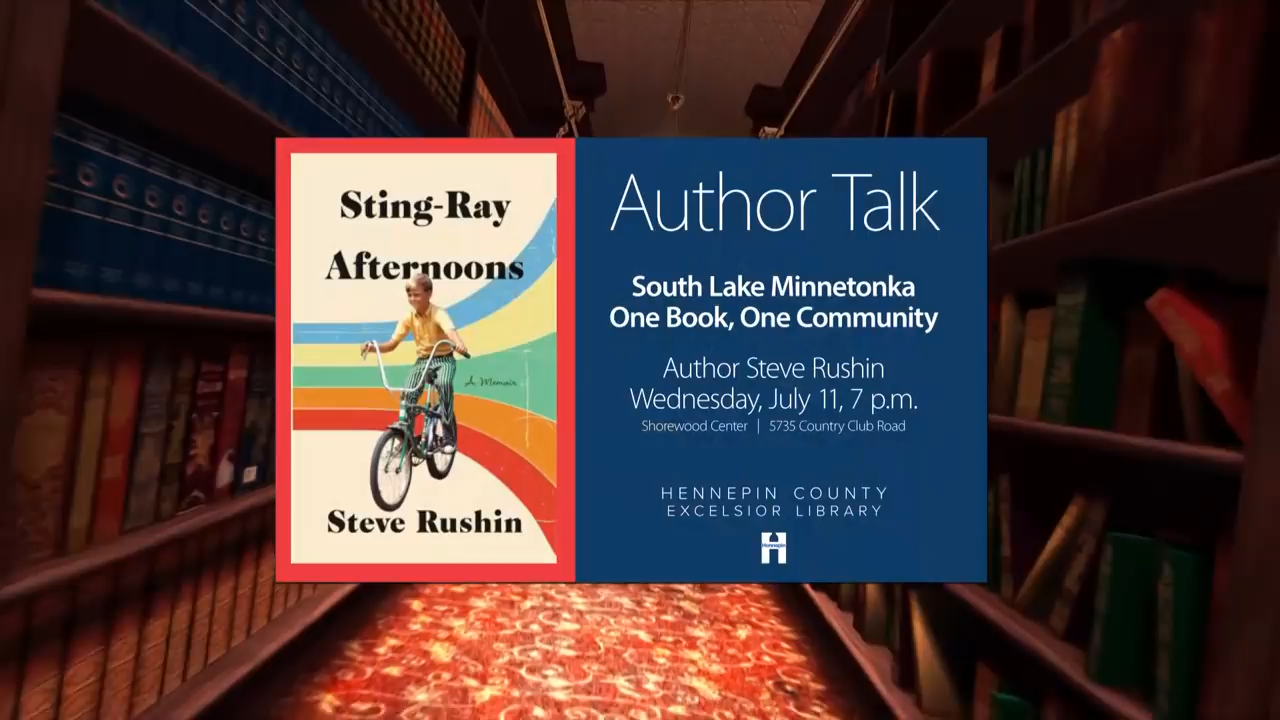 Sting-Ray
Afternoons
A Memoir
Steve Rushin
Author Talk
South Lake Minnetonka
One Book, One Community
Author Steve Rushin
Wednesday, July 11, 7 p.m.
Shorewood Center | 5735 Country Club Road
HENNEPIN COUNTY
EXCELSIOR LIBRARY
Hennepin